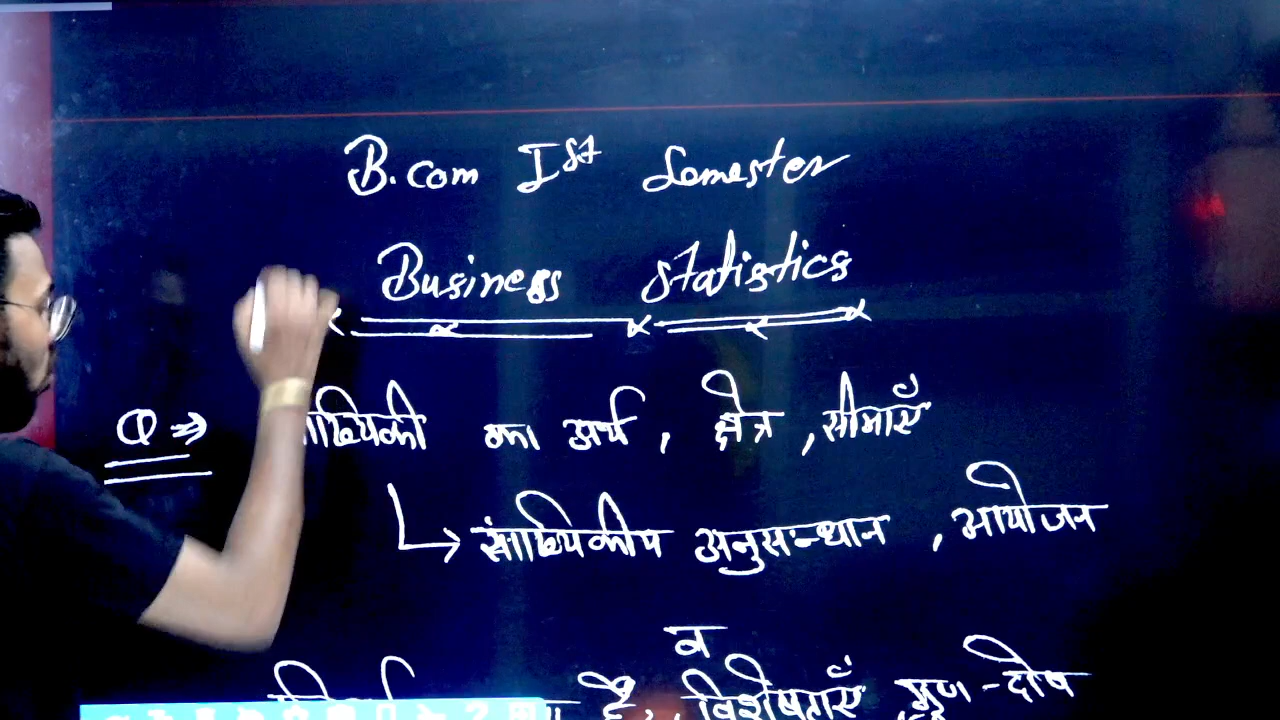 B.com Ist Semester
Business Statistics
Q ⇒ का अर्थ , क्षेत्र , सीमाएँ
↳ सांख्यिकीय अनुसन्धान , आयोजन
व
है , विशेषताएँ , गुण - दोष